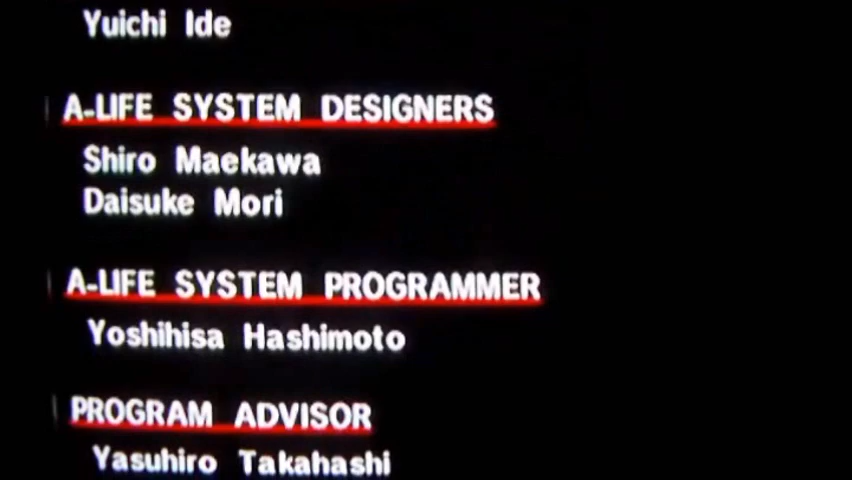 Yuichi Ide
A-LIFE SYSTEM DESIGNERS
Shiro Maekawa
Daisuke Mori
A-LIFE SYSTEM PROGRAMMER
Yoshihisa Hashimoto
PROGRAM ADVISOR
Yasuhiro Takahashi